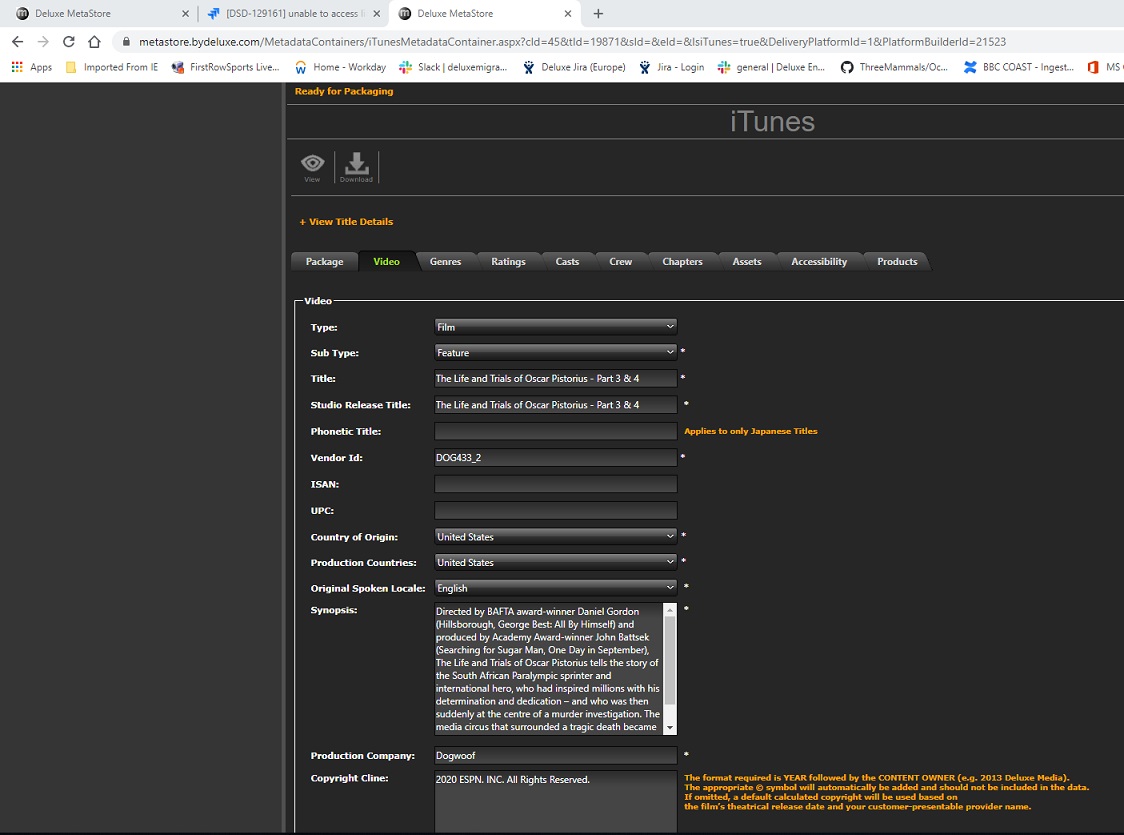 Deluxe MetaStore
[DSD-129161] unable to access
Deluxe MetaStore
metastore.bydeluxe.com/MetadataContainers/iTunesMetadataContainer.aspx?cId=45&tId=19871&sId=&eId=&IsiTunes=true&DeliveryPlatformId=1&PlatformBuilderId=21523
Apps Imported From IE FirstRowSports Live... Home - Workday Slack | deluxemigra... Deluxe Jira (Europe) Jira - Login general | Deluxe En... ThreeMammals/Oc... BBC COAST - Ingest... MS
Ready for Packaging
iTunes
View Download
+ View Title Details
Package Video Genres Ratings Casts Crew Chapters Assets Accessibility Products
Video
Type: Film
Sub Type: Feature *
Title: The Life and Trials of Oscar Pistorius - Part 3 & 4 *
Studio Release Title: The Life and Trials of Oscar Pistorius - Part 3 & 4 *
Phonetic Title: Applies to only Japanese Titles
Vendor Id: DOG433_2 *
ISAN:
UPC:
Country of Origin: United States *
Production Countries: United States *
Original Spoken Locale: English *
Synopsis: Directed by BAFTA award-winner Daniel Gordon *
(Hillsborough, George Best: All By Himself) and
produced by Academy Award-winner John Battsek
(Searching for Sugar Man, One Day in September),
The Life and Trials of Oscar Pistorius tells the story of
the South African Paralympic sprinter and
international hero, who had inspired millions with his
determination and dedication – and who was then
suddenly at the centre of a murder investigation. The
media circus that surrounded a tragic death became
Production Company: Dogwoof *
Copyright Cline: 2020 ESPN. INC. All Rights Reserved.
The format required is YEAR followed by the CONTENT OWNER (e.g. 2013 Deluxe Media).
The appropriate © symbol will automatically be added and should not be included in the data.
If omitted, a default calculated copyright will be used based on
the film's theatrical release date and your customer-presentable provider name.